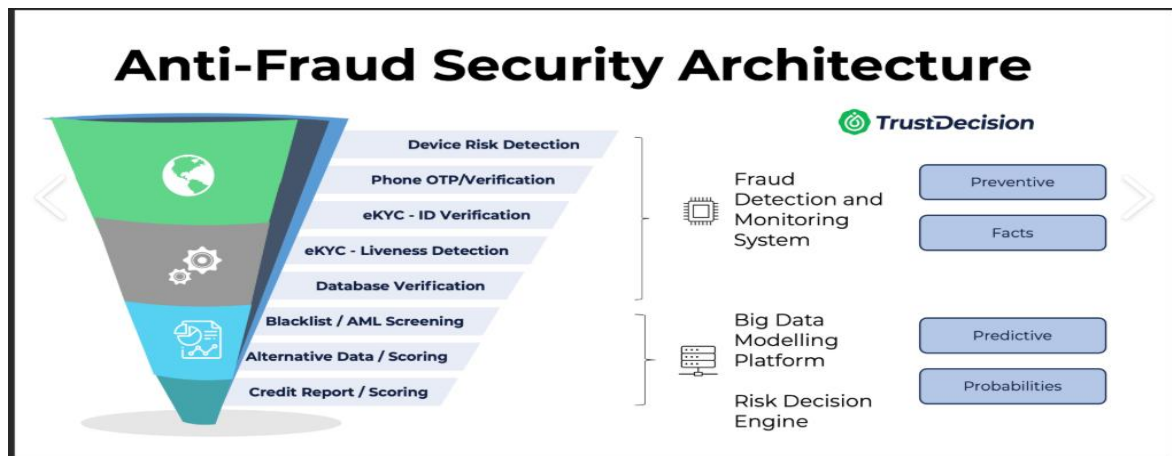 Anti-Fraud Security Architecture
TrustDecision
Device Risk Detection
Phone OTP/Verification
eKYC - ID Verification
eKYC - Liveness Detection
Database Verification
Blacklist / AML Screening
Alternative Data / Scoring
Credit Report / Scoring
Fraud
Detection and
Monitoring
System
Preventive
Facts
Big Data
Modelling
Platform
Risk Decision
Engine
Predictive
Probabilities